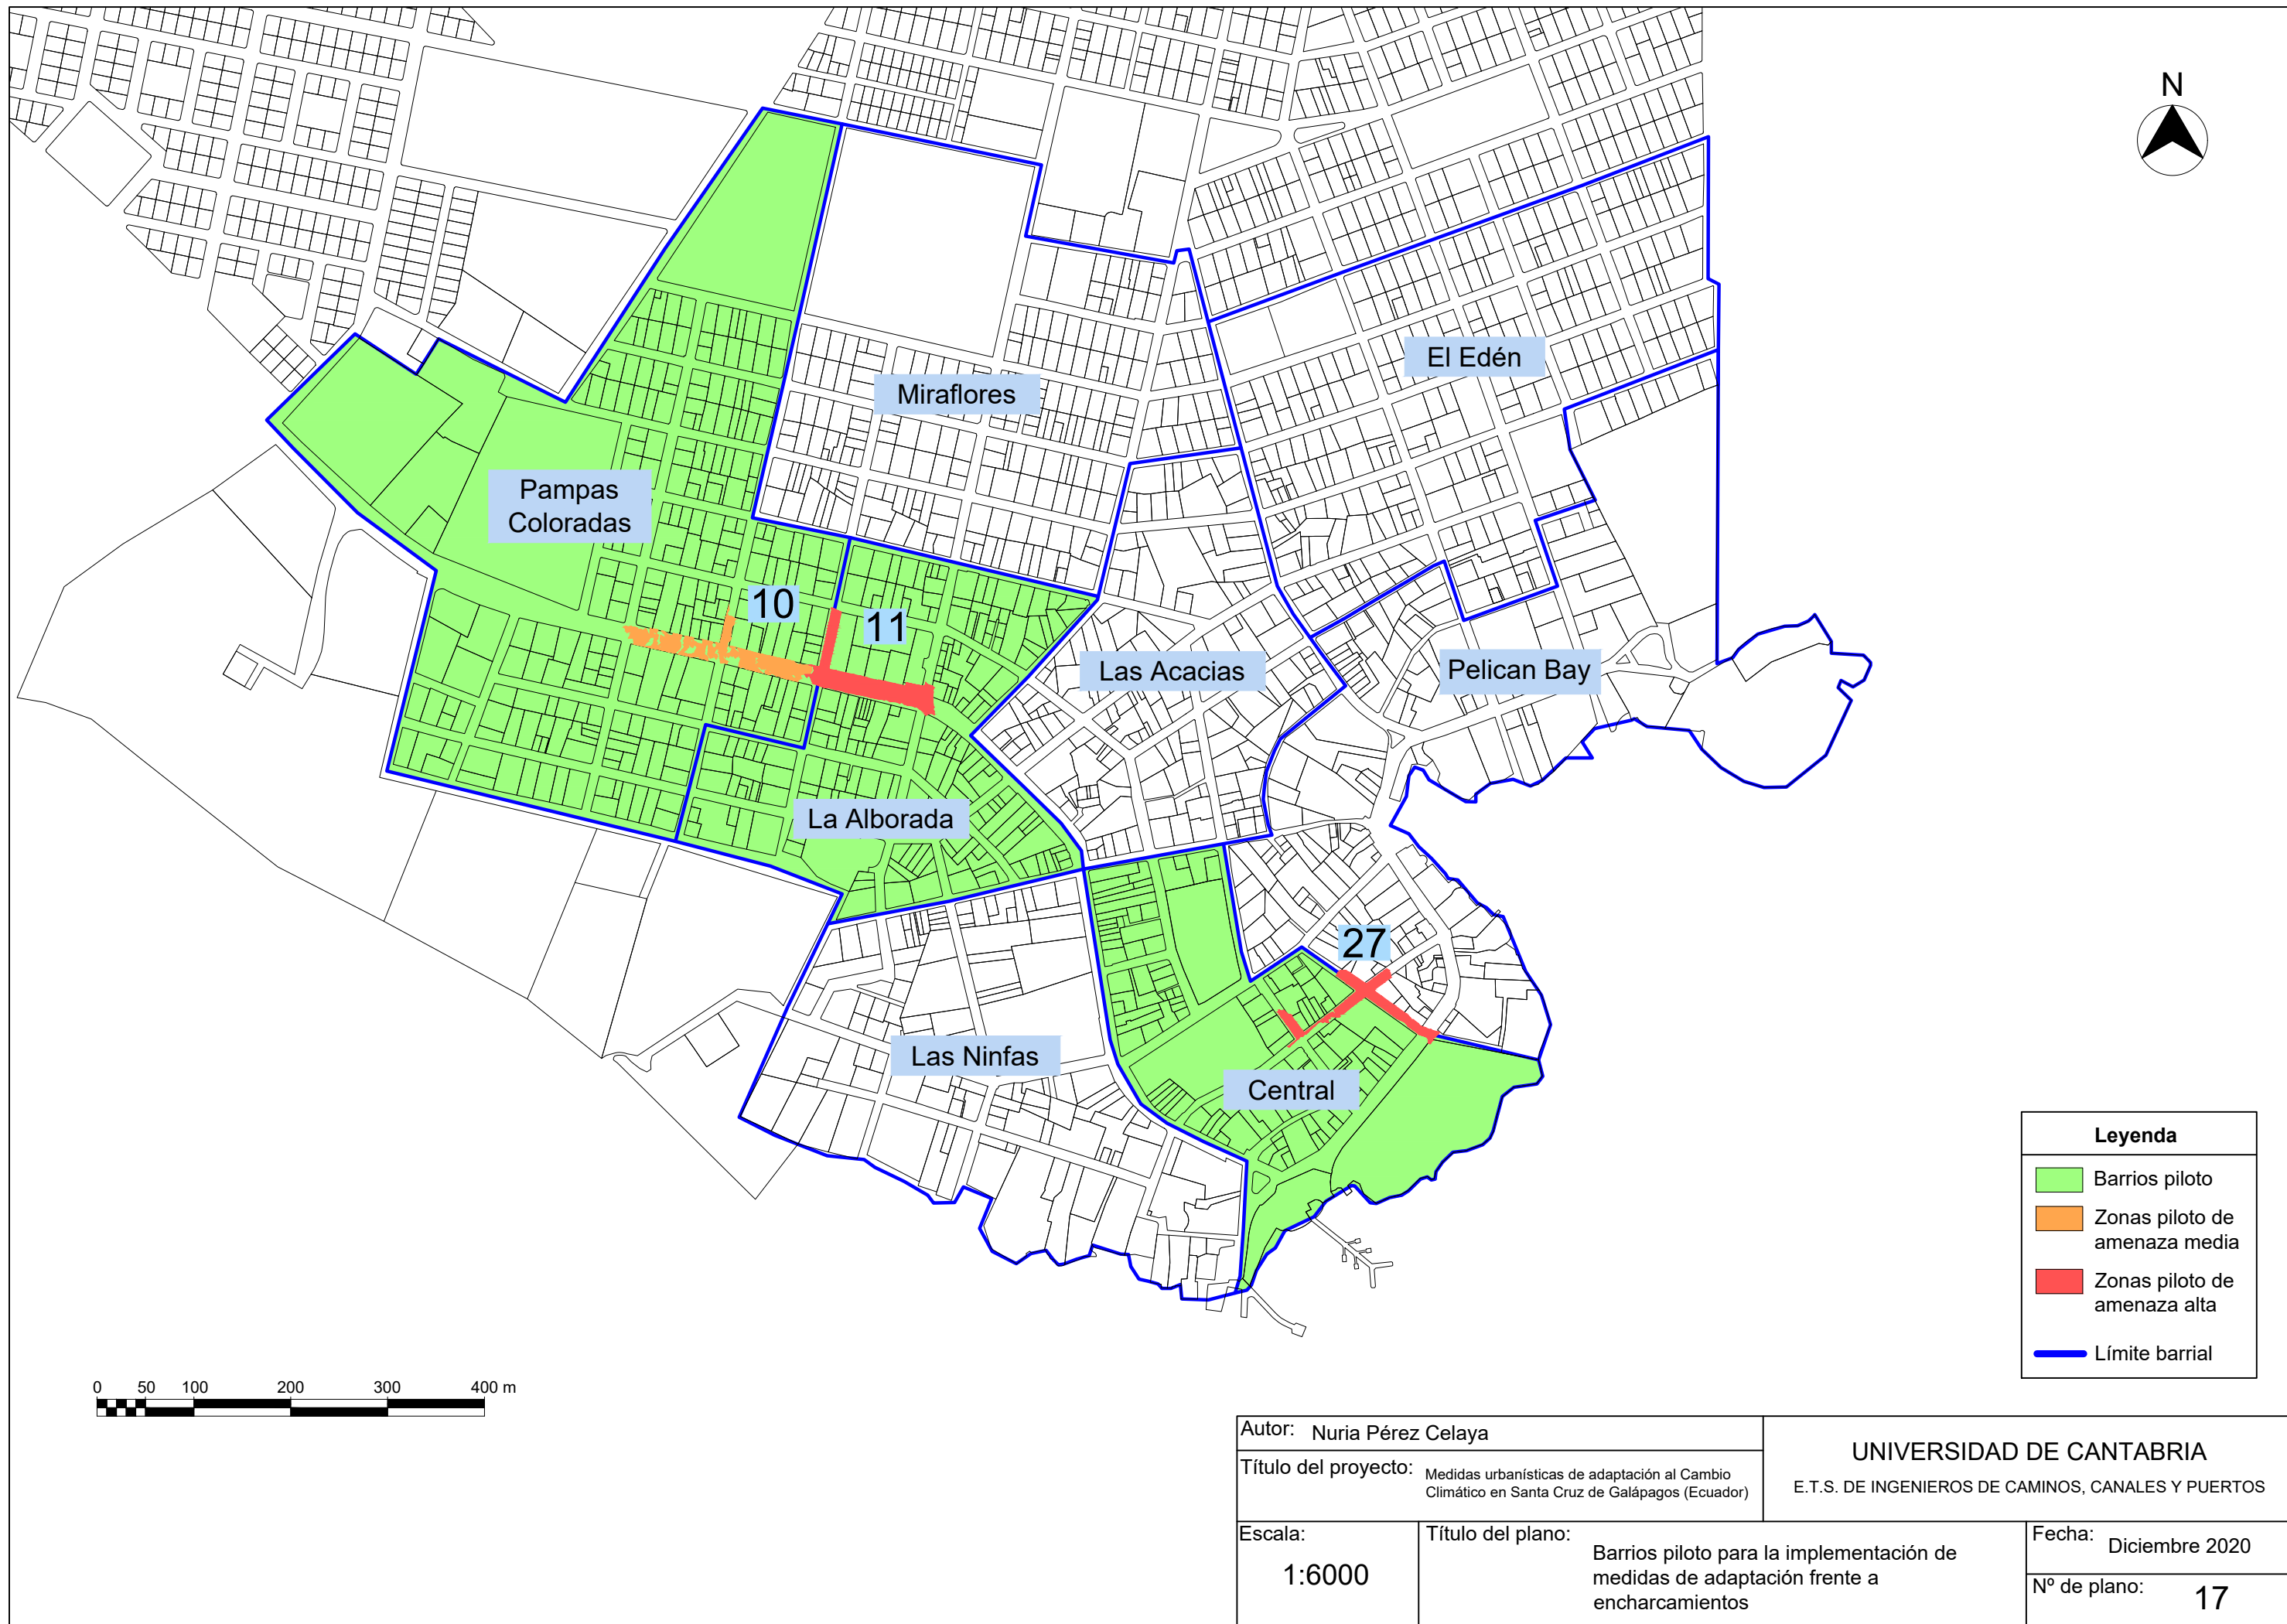 N
El Edén
Miraflores
Pampas
Coloradas
10
11
Las Acacias
Pelican Bay
La Alborada
27
Las Ninfas
Central
Leyenda
Barrios piloto
Zonas piloto de
amenaza media
Zonas piloto de
amenaza alta
Límite barrial
0 50 100 200 300 400 m
Autor: Nuria Pérez Celaya
Título del proyecto: Medidas urbanísticas de adaptación al Cambio
Climático en Santa Cruz de Galápagos (Ecuador)
UNIVERSIDAD DE CANTABRIA
E.T.S. DE INGENIEROS DE CAMINOS, CANALES Y PUERTOS
Escala:
1:6000
Título del plano:
Barrios piloto para la implementación de
medidas de adaptación frente a
encharcamientos
Fecha: Diciembre 2020
Nº de plano: 17